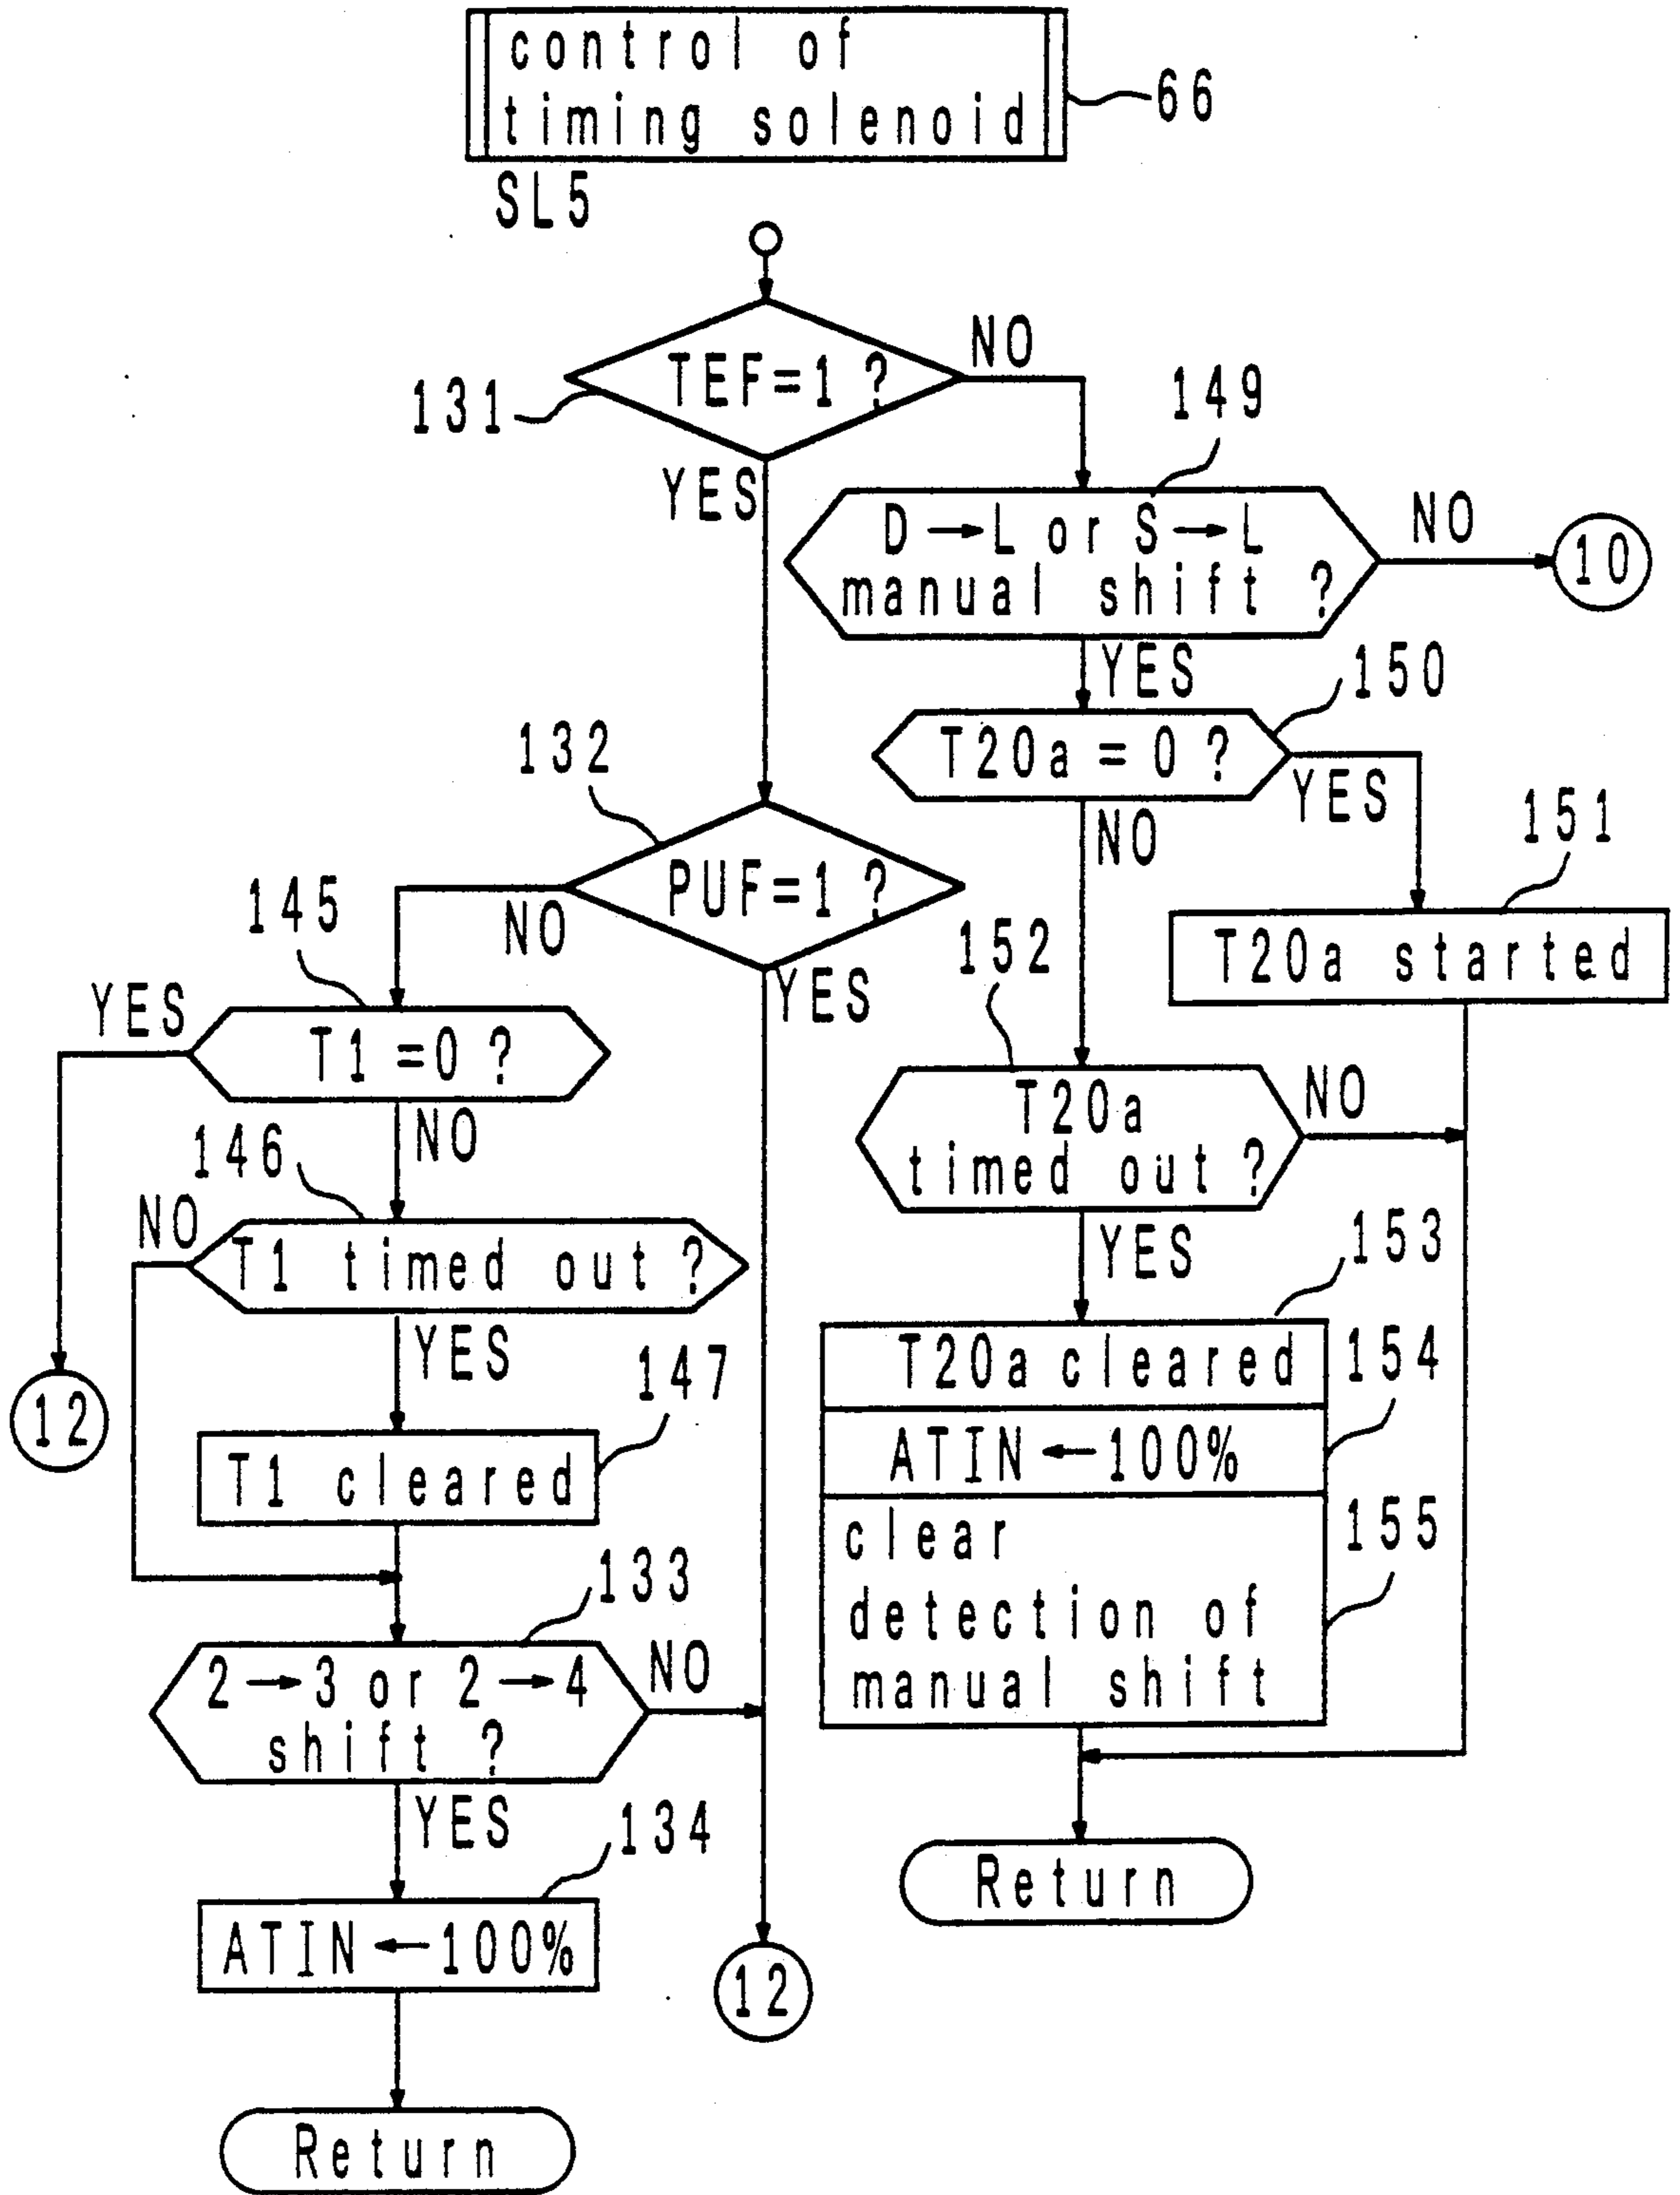 control of
timing solenoid
66
SL5
TEF=1 ?
NO
131
YES
149
D→L or S→L
manual shift ?
NO
10
YES
150
T20a = 0 ?
YES
NO
132
PUF=1 ?
NO
YES
151
T20a started
145
YES
T1 =0 ?
NO
152
T20a
timed out ?
NO
YES
146
NO
T1 timed out ?
YES
12
147
T1 cleared
153
T20a cleared
154
ATIN←100%
155
clear
detection of
manual shift
133
2→3 or 2→4
shift ?
NO
YES
134
ATIN←100%
Return
12
Return